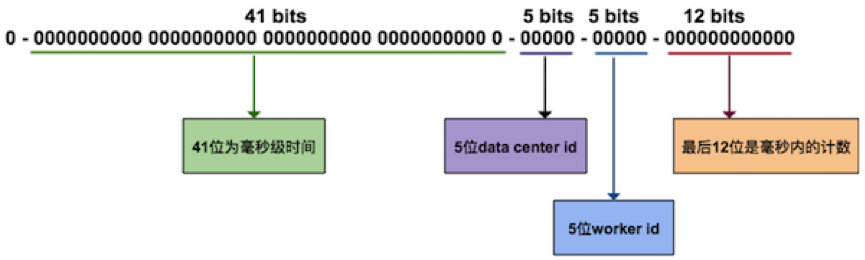 41 bits 5 bits 5 bits 12 bits
0 - 0000000000 0000000000 0000000000 0000000000 0 - 00000 - 00000 - 000000000000
41位为毫秒级时间 5位data center id 最后12位是毫秒内的计数
5位worker id